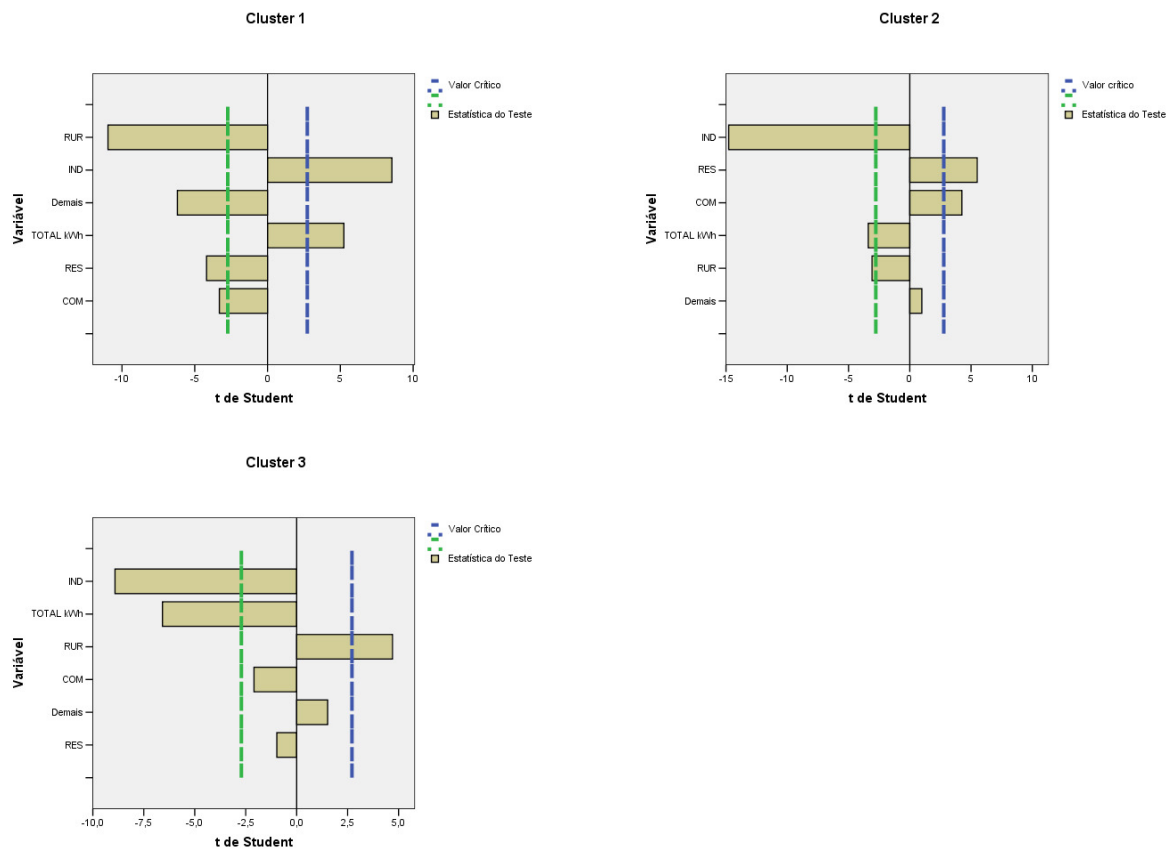 Cluster 1
Valor Crítico
Estatística do Teste
Variável
RUR
IND
Demais
TOTAL kWh
RES
COM
-10 -5 0 5 10
t de Student
Cluster 2
Valor crítico
Estatística do Teste
Variável
IND
RES
COM
TOTAL kWh
RUR
Demais
-15 -10 -5 0 5 10
t de Student
Cluster 3
Valor Crítico
Estatística do Teste
Variável
IND
TOTAL kWh
RUR
COM
Demais
RES
-10,0 -7,5 -5,0 -2,5 0,0 2,5 5,0
t de Student